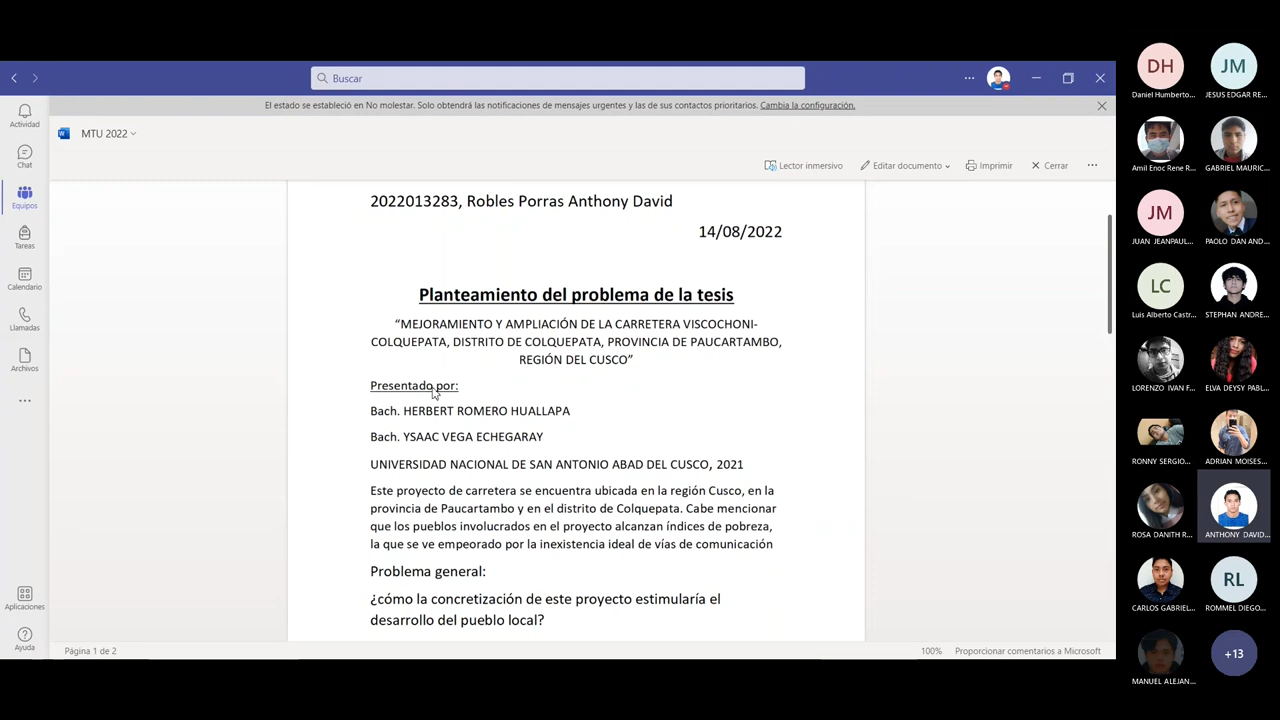 Buscar
El estado se estableció en No molestar. Solo obtendrá las notificaciones de mensajes urgentes y las de sus contactos prioritarios. Cambia la configuración.
Actividad
Chat
Equipos
Tareas
Calendario
Llamadas
Archivos
Aplicaciones
Ayuda
MTU 2022
Lector inmersivo
Editar documento
Imprimir
Cerrar
2022013283, Robles Porras Anthony David
14/08/2022
Planteamiento del problema de la tesis
“MEJORAMIENTO Y AMPLIACIÓN DE LA CARRETERA VISCOCHONI-
COLQUEPATA, DISTRITO DE COLQUEPATA, PROVINCIA DE PAUCARTAMBO,
REGIÓN DEL CUSCO”
Presentado por:
Bach. HERBERT ROMERO HUALLAPA
Bach. YSAAC VEGA ECHEGARAY
UNIVERSIDAD NACIONAL DE SAN ANTONIO ABAD DEL CUSCO, 2021
Este proyecto de carretera se encuentra ubicada en la región Cusco, en la
provincia de Paucartambo y en el distrito de Colquepata. Cabe mencionar
que los pueblos involucrados en el proyecto alcanzan índices de pobreza,
la que se ve empeorado por la inexistencia ideal de vías de comunicación
Problema general:
¿cómo la concretización de este proyecto estimularía el
desarrollo del pueblo local?
Página 1 de 2
100%
Proporcionar comentarios a Microsoft
DH
Daniel Humberto...
JM
JESUS EDGAR RE...
Amil Enoc Rene R...
GABRIEL MAURIC...
JM
JUAN JEANPAUL...
PAOLO DAN AND...
LC
Luis Alberto Castr...
STEPHAN ANDRE...
LORENZO IVAN F...
ELVA DEYSY PABL...
RONNY SERGIO...
ADRIAN MOISES...
ROSA DANITH R...
ANTHONY DAVID...
CARLOS GABRIEL...
RL
ROMMEL DIEGO...
MANUEL ALEJAN...
+13